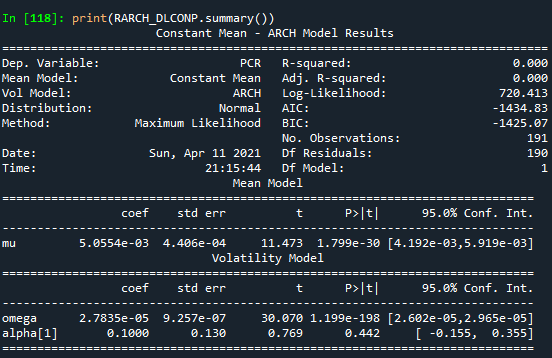 In [118]: print(RARCH_DLCONP.summary())
Constant Mean - ARCH Model Results
==============================================================================
Dep. Variable: PCR R-squared: 0.000
Mean Model: Constant Mean Adj. R-squared: 0.000
Vol Model: ARCH Log-Likelihood: 720.413
Distribution: Normal AIC: -1434.83
Method: Maximum Likelihood BIC: -1425.07
No. Observations: 191
Date: Sun, Apr 11 2021 Df Residuals: 190
Time: 21:15:44 Df Model: 1
Mean Model
============================================================================
coef std err t P>|t| 95.0% Conf. Int.
----------------------------------------------------------------------------
mu 5.0554e-03 4.406e-04 11.473 1.799e-30 [4.192e-03,5.919e-03]
Volatility Model
============================================================================
coef std err t P>|t| 95.0% Conf. Int.
----------------------------------------------------------------------------
omega 2.7835e-05 9.257e-07 30.070 1.199e-198 [2.602e-05,2.965e-05]
alpha[1] 0.1000 0.130 0.769 0.442 [ -0.155, 0.355]
============================================================================